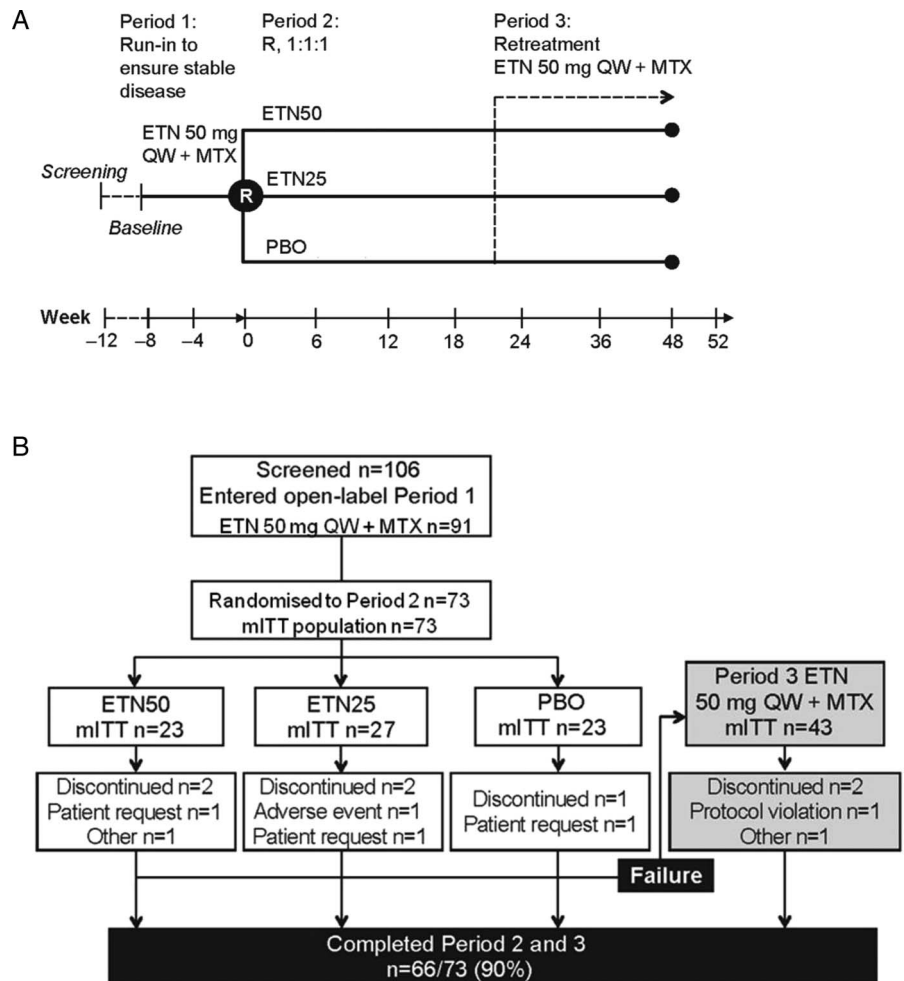 A
Period 1:
Run-in to
ensure stable
disease
Period 2:
R, 1:1:1
Period 3:
Retreatment
ETN 50 mg QW + MTX
ETN 50 mg
QW + MTX
ETN50
Screening
R
ETN25
Baseline
PBO
Week
–12 –8 –4 0 6 12 18 24 36 48 52
B
Screened n=106
Entered open-label Period 1
ETN 50 mg QW + MTX n=91
Randomised to Period 2 n=73
mITT population n=73
ETN50
mITT n=23
ETN25
mITT n=27
PBO
mITT n=23
Period 3 ETN
50 mg QW + MTX
mITT n=43
Discontinued n=2
Patient request n=1
Other n=1
Discontinued n=2
Adverse event n=1
Patient request n=1
Discontinued n=1
Patient request n=1
Discontinued n=2
Protocol violation n=1
Other n=1
Failure
Completed Period 2 and 3
n=66/73 (90%)